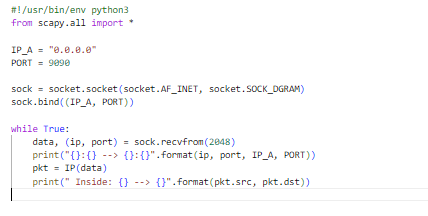 #!/usr/bin/env python3
from scapy.all import *
IP_A = "0.0.0.0"
PORT = 9090
sock = socket.socket(socket.AF_INET, socket.SOCK_DGRAM)
sock.bind((IP_A, PORT))
while True:
    data, (ip, port) = sock.recvfrom(2048)
    print("{}:{} --> {}:{}".format(ip, port, IP_A, PORT))
    pkt = IP(data)
    print(" Inside: {} --> {}".format(pkt.src, pkt.dst))